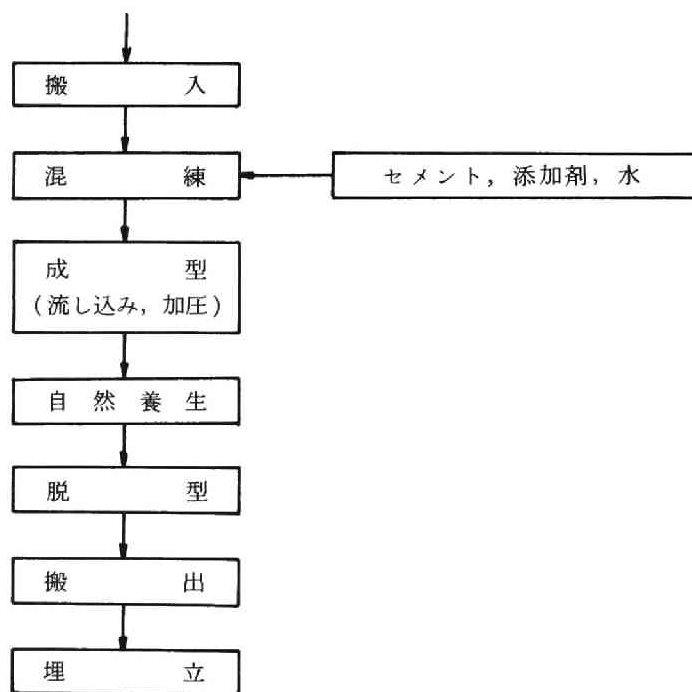 搬入
混練
セメント, 添加剤, 水
成型
(流し込み, 加圧)
自然養生
脱型
搬出
埋立